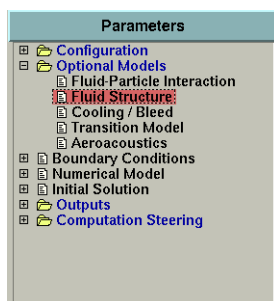 Parameters
Configuration
Optional Models
Fluid-Particle Interaction
Fluid Structure
Cooling / Bleed
Transition Model
Aeroacoustics
Boundary Conditions
Numerical Model
Initial Solution
Outputs
Computation Steering